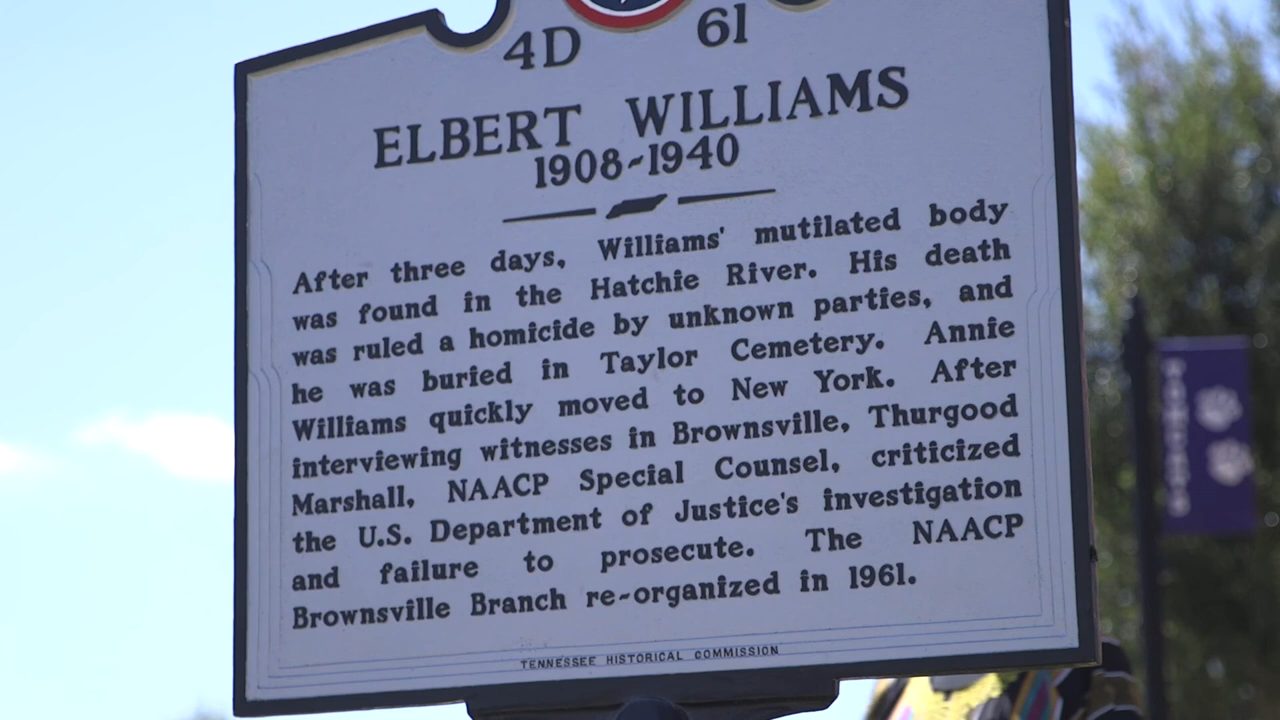 4D 61
ELBERT WILLIAMS
1908-1940
After three days, Williams' mutilated body
was found in the Hatchie River. His death
was ruled a homicide by unknown parties, and
he was buried in Taylor Cemetery. Annie
Williams quickly moved to New York. After
interviewing witnesses in Brownsville, Thurgood
Marshall, NAACP Special Counsel, criticized
the U.S. Department of Justice's investigation
and failure to prosecute. The NAACP
Brownsville Branch re-organized in 1961.
TENNESSEE HISTORICAL COMMISSION